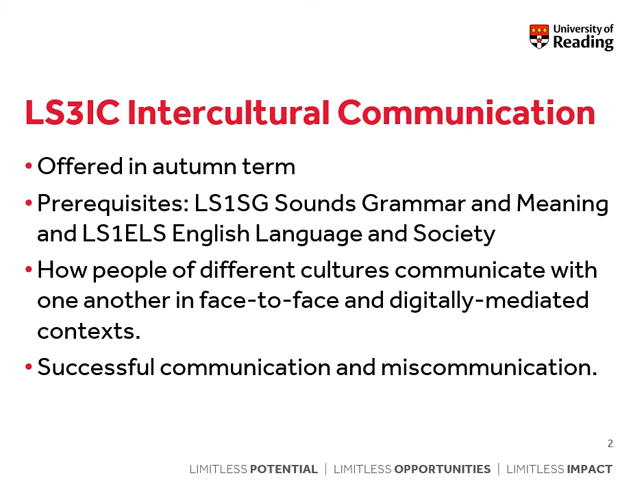 University of
Reading
LS3IC Intercultural Communication
• Offered in autumn term
• Prerequisites: LS1SG Sounds Grammar and Meaning
and LS1ELS English Language and Society
• How people of different cultures communicate with
one another in face-to-face and digitally-mediated
contexts.
• Successful communication and miscommunication.
2
LIMITLESS POTENTIAL | LIMITLESS OPPORTUNITIES | LIMITLESS IMPACT